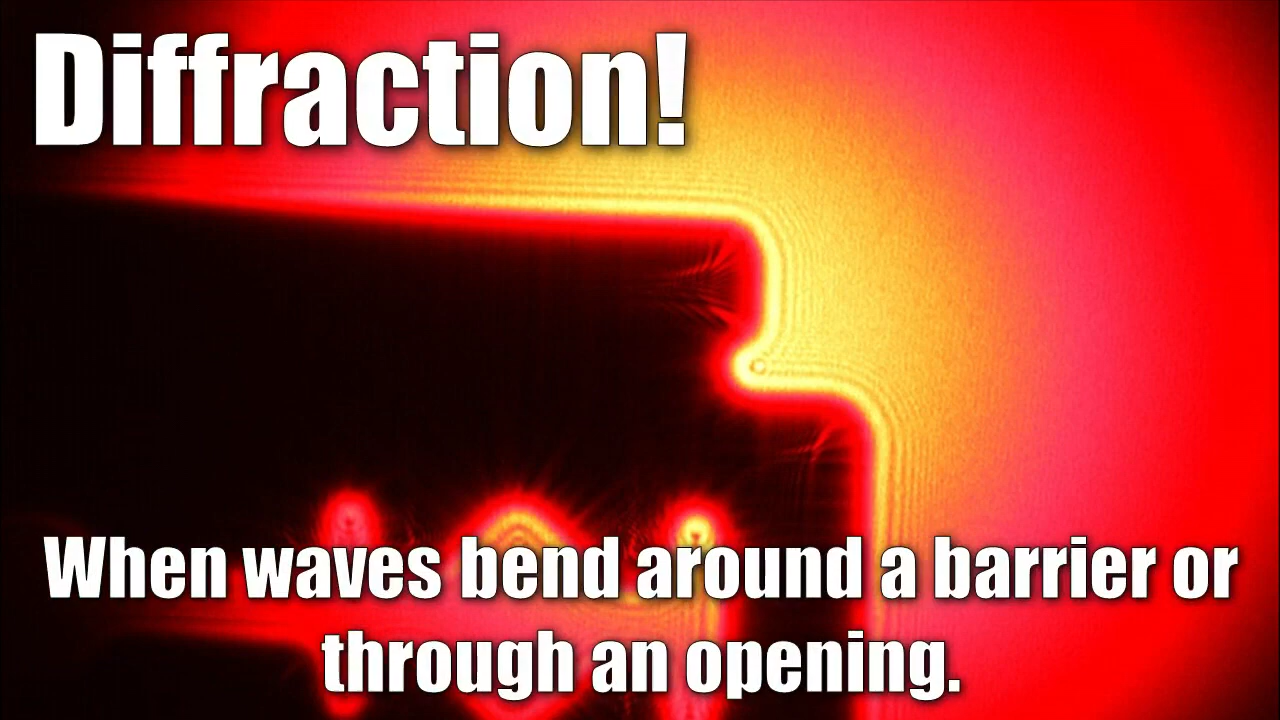 Diffraction!
When waves bend around a barrier or
through an opening.